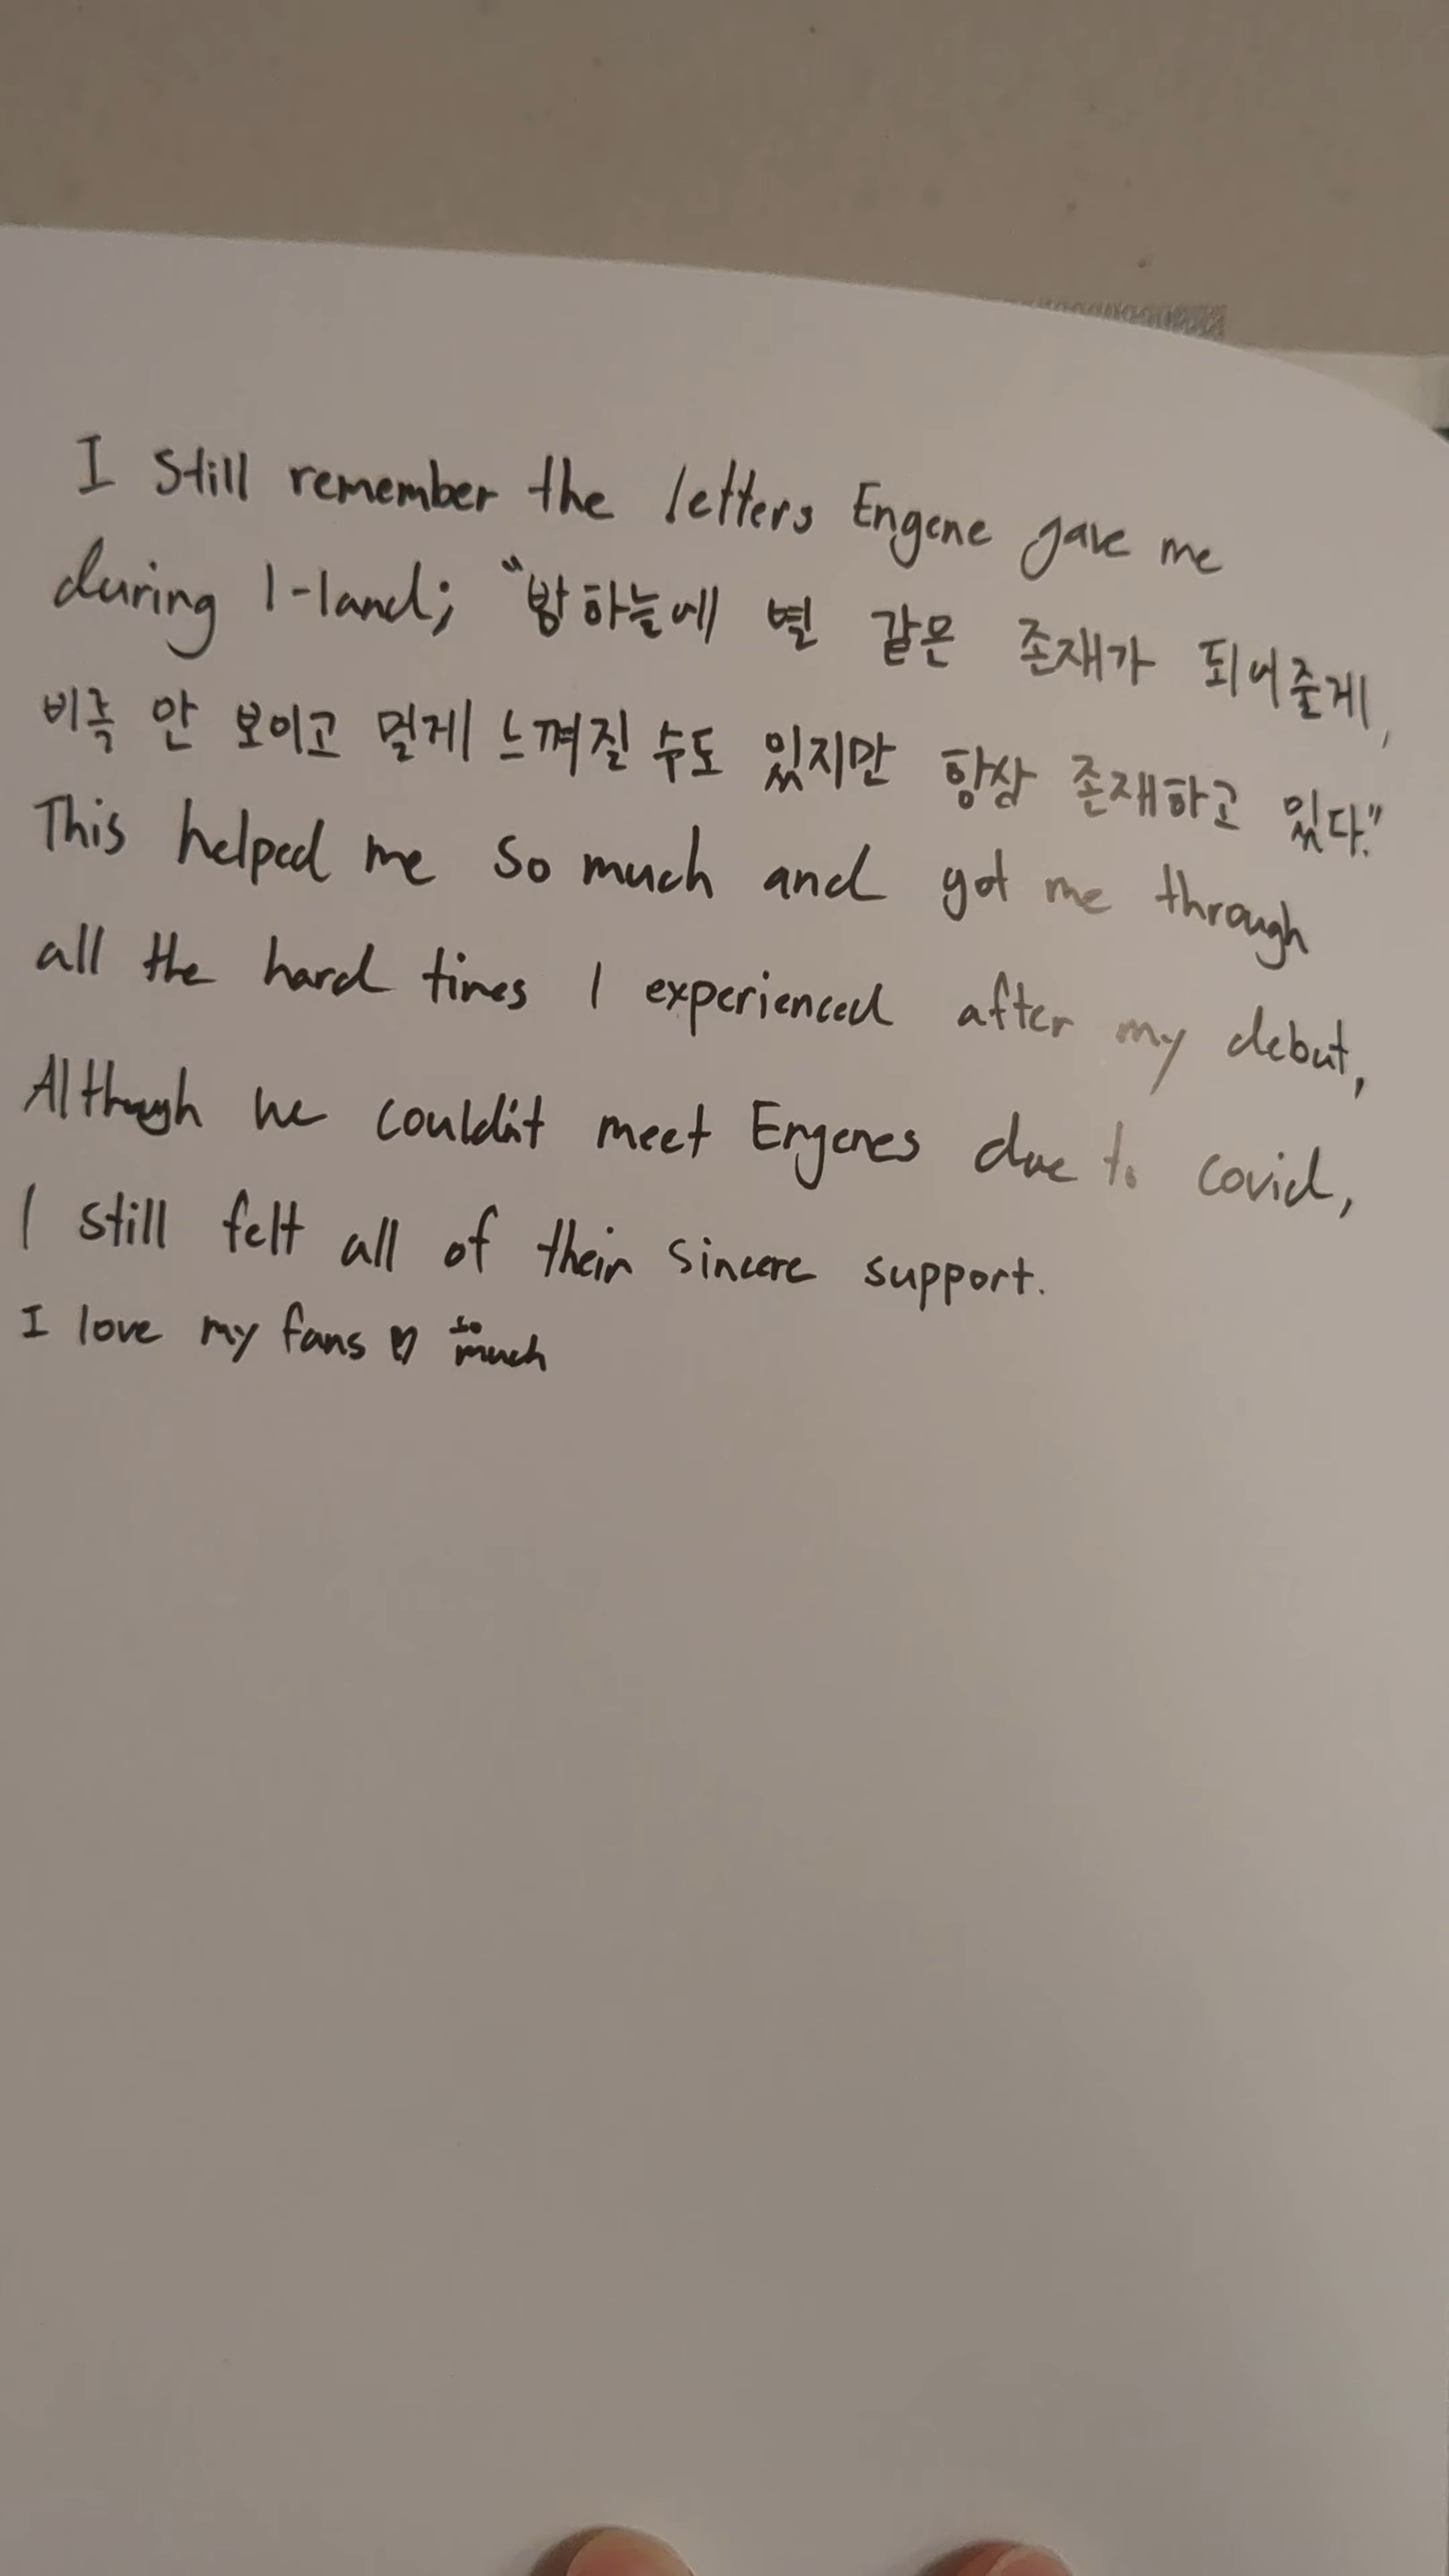 I still remember the letters Engene gave me
during I-land; "밤하늘에 별 같은 존재가 되어줄게,
비록 안 보이고 멀게 느껴질 수도 있지만 항상 존재하고 있다."
This helped me so much and got me through
all the hard times I experienced after my debut,
Although we couldn't meet Engenes due to covid,
I still felt all of their sincere support.
I love my fans ♡ so much